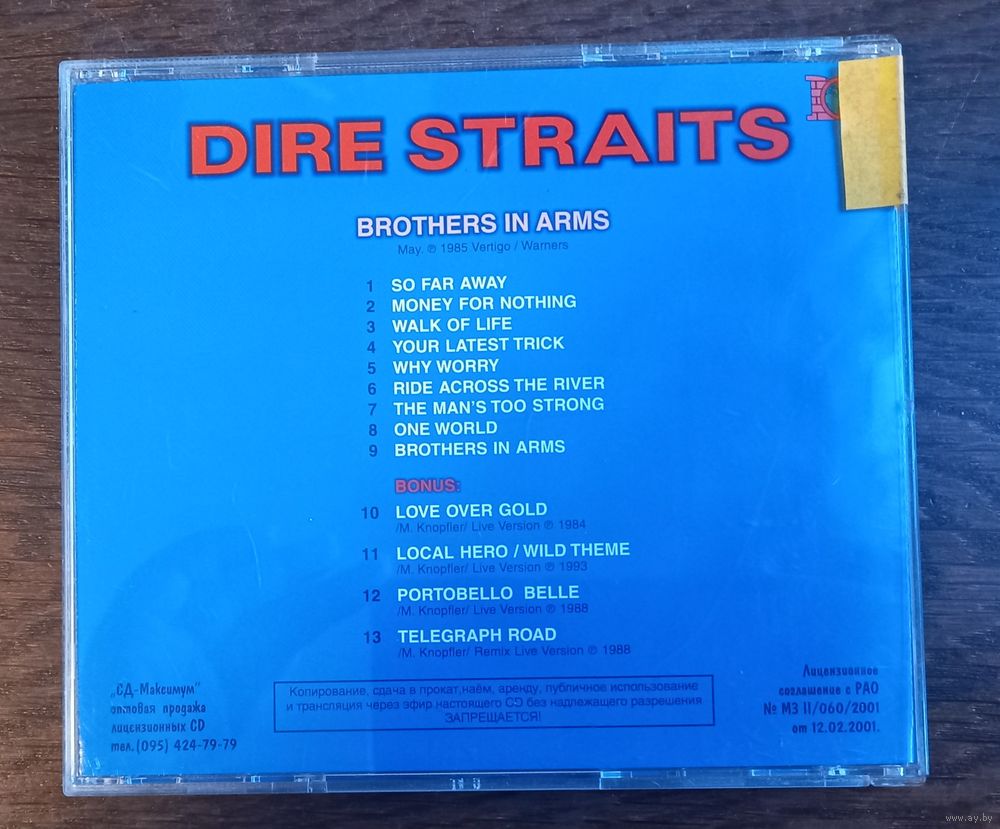 DIRE STRAITS
BROTHERS IN ARMS
May. ℗ 1985 Vertigo / Warners
1 SO FAR AWAY
2 MONEY FOR NOTHING
3 WALK OF LIFE
4 YOUR LATEST TRICK
5 WHY WORRY
6 RIDE ACROSS THE RIVER
7 THE MAN'S TOO STRONG
8 ONE WORLD
9 BROTHERS IN ARMS
BONUS:
10 LOVE OVER GOLD
/M. Knopfler/ Live Version ℗ 1984
11 LOCAL HERO / WILD THEME
/M. Knopfler/ Live Version ℗ 1993
12 PORTOBELLO BELLE
/M. Knopfler/ Live Version ℗ 1988
13 TELEGRAPH ROAD
/M. Knopfler/ Remix Live Version ℗ 1988
„СД-Максимум"
оптовая продажа
лицензионных CD
тел.(095) 424-79-79
Копирование, сдача в прокат,наём, аренду, публичное использование
и трансляция через эфир настоящего CD без надлежащего разрешения
ЗАПРЕЩАЕТСЯ!
Лицензионное
соглашение с РАО
№ МЗ II/060/2001
от 12.02.2001.
www.ay.by